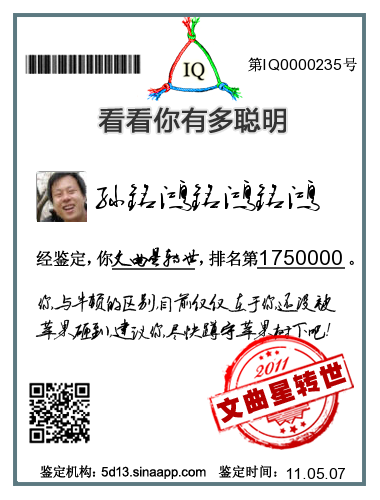 IQ
第IQ0000235号
看看你有多聪明
孙铭鸿铭鸿铭鸿
经鉴定,你文曲星转世,排名第1750000。
你与牛顿的区别,目前仅仅在于你还没被
苹果砸到,建议你尽快蹲守苹果树下吧!
2011
文曲星转世
鉴定机构:5d13.sinaapp.com 鉴定时间:11.05.07